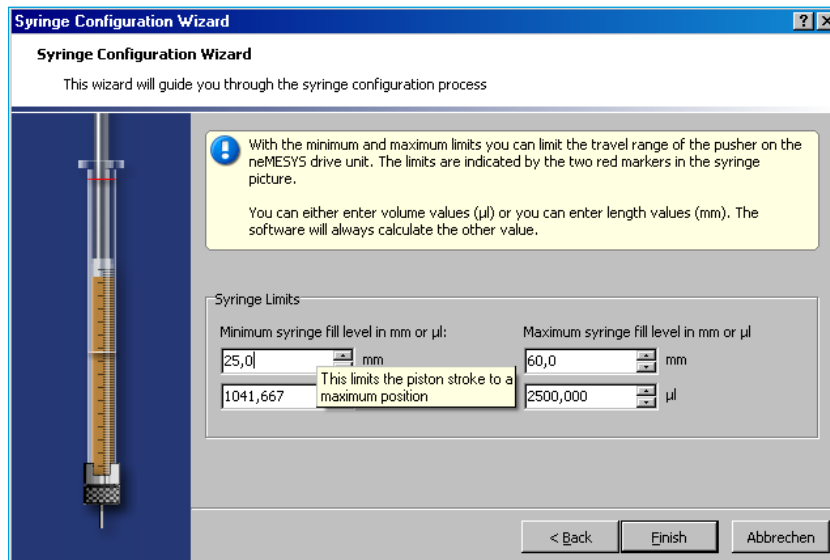 Syringe Configuration Wizard
Syringe Configuration Wizard
This wizard will guide you through the syringe configuration process
With the minimum and maximum limits you can limit the travel range of the pusher on the
neMESYS drive unit. The limits are indicated by the two red markers in the syringe
picture.
You can either enter volume values (µl) or you can enter length values (mm). The
software will always calculate the other value.
Syringe Limits
Minimum syringe fill level in mm or µl:
25,0 mm
This limits the piston stroke to a
maximum position
1041,667
Maximum syringe fill level in mm or µl
60,0 mm
2500,000 µl
< Back
Finish
Abbrechen